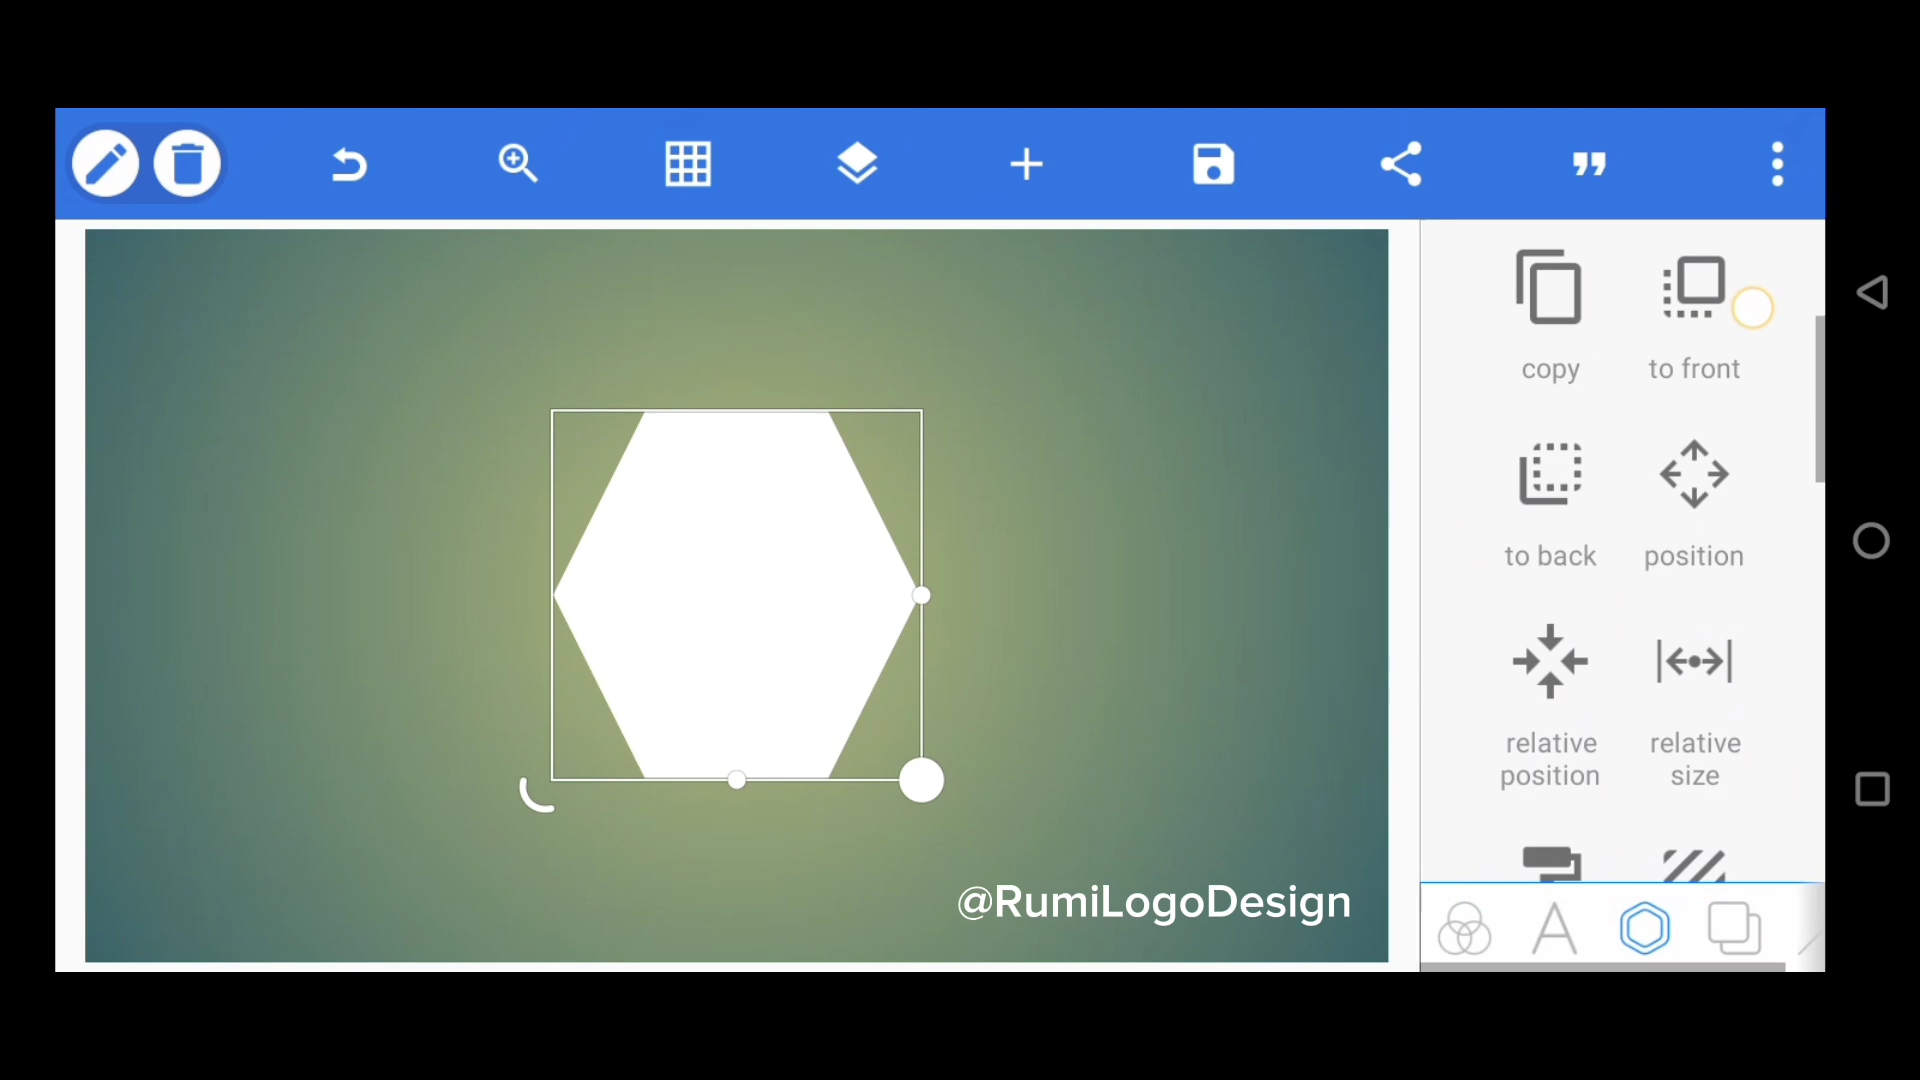 copy
to front
to back
position
relative
position
relative
size
@RumiLogoDesign